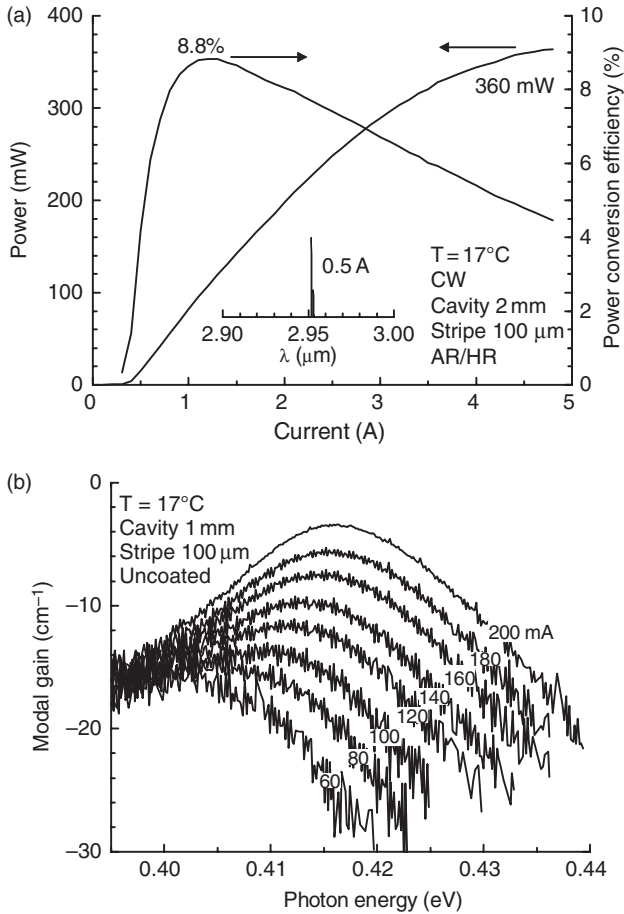 (a)
400
300
200
100
0
Power (mW)
10
8
6
4
2
0
Power conversion efficiency (%)
8.8%
360 mW
0.5 A
2.90
2.95
3.00
λ (μm)
T = 17°C
CW
Cavity 2 mm
Stripe 100 μm
AR/HR
0
1
2
3
4
5
Current (A)
(b)
0
−10
−20
−30
Modal gain (cm−1)
T = 17°C
Cavity 1 mm
Stripe 100 μm
Uncoated
200 mA
180
160
140
120
100
80
60
0.40
0.41
0.42
0.43
0.44
Photon energy (eV)